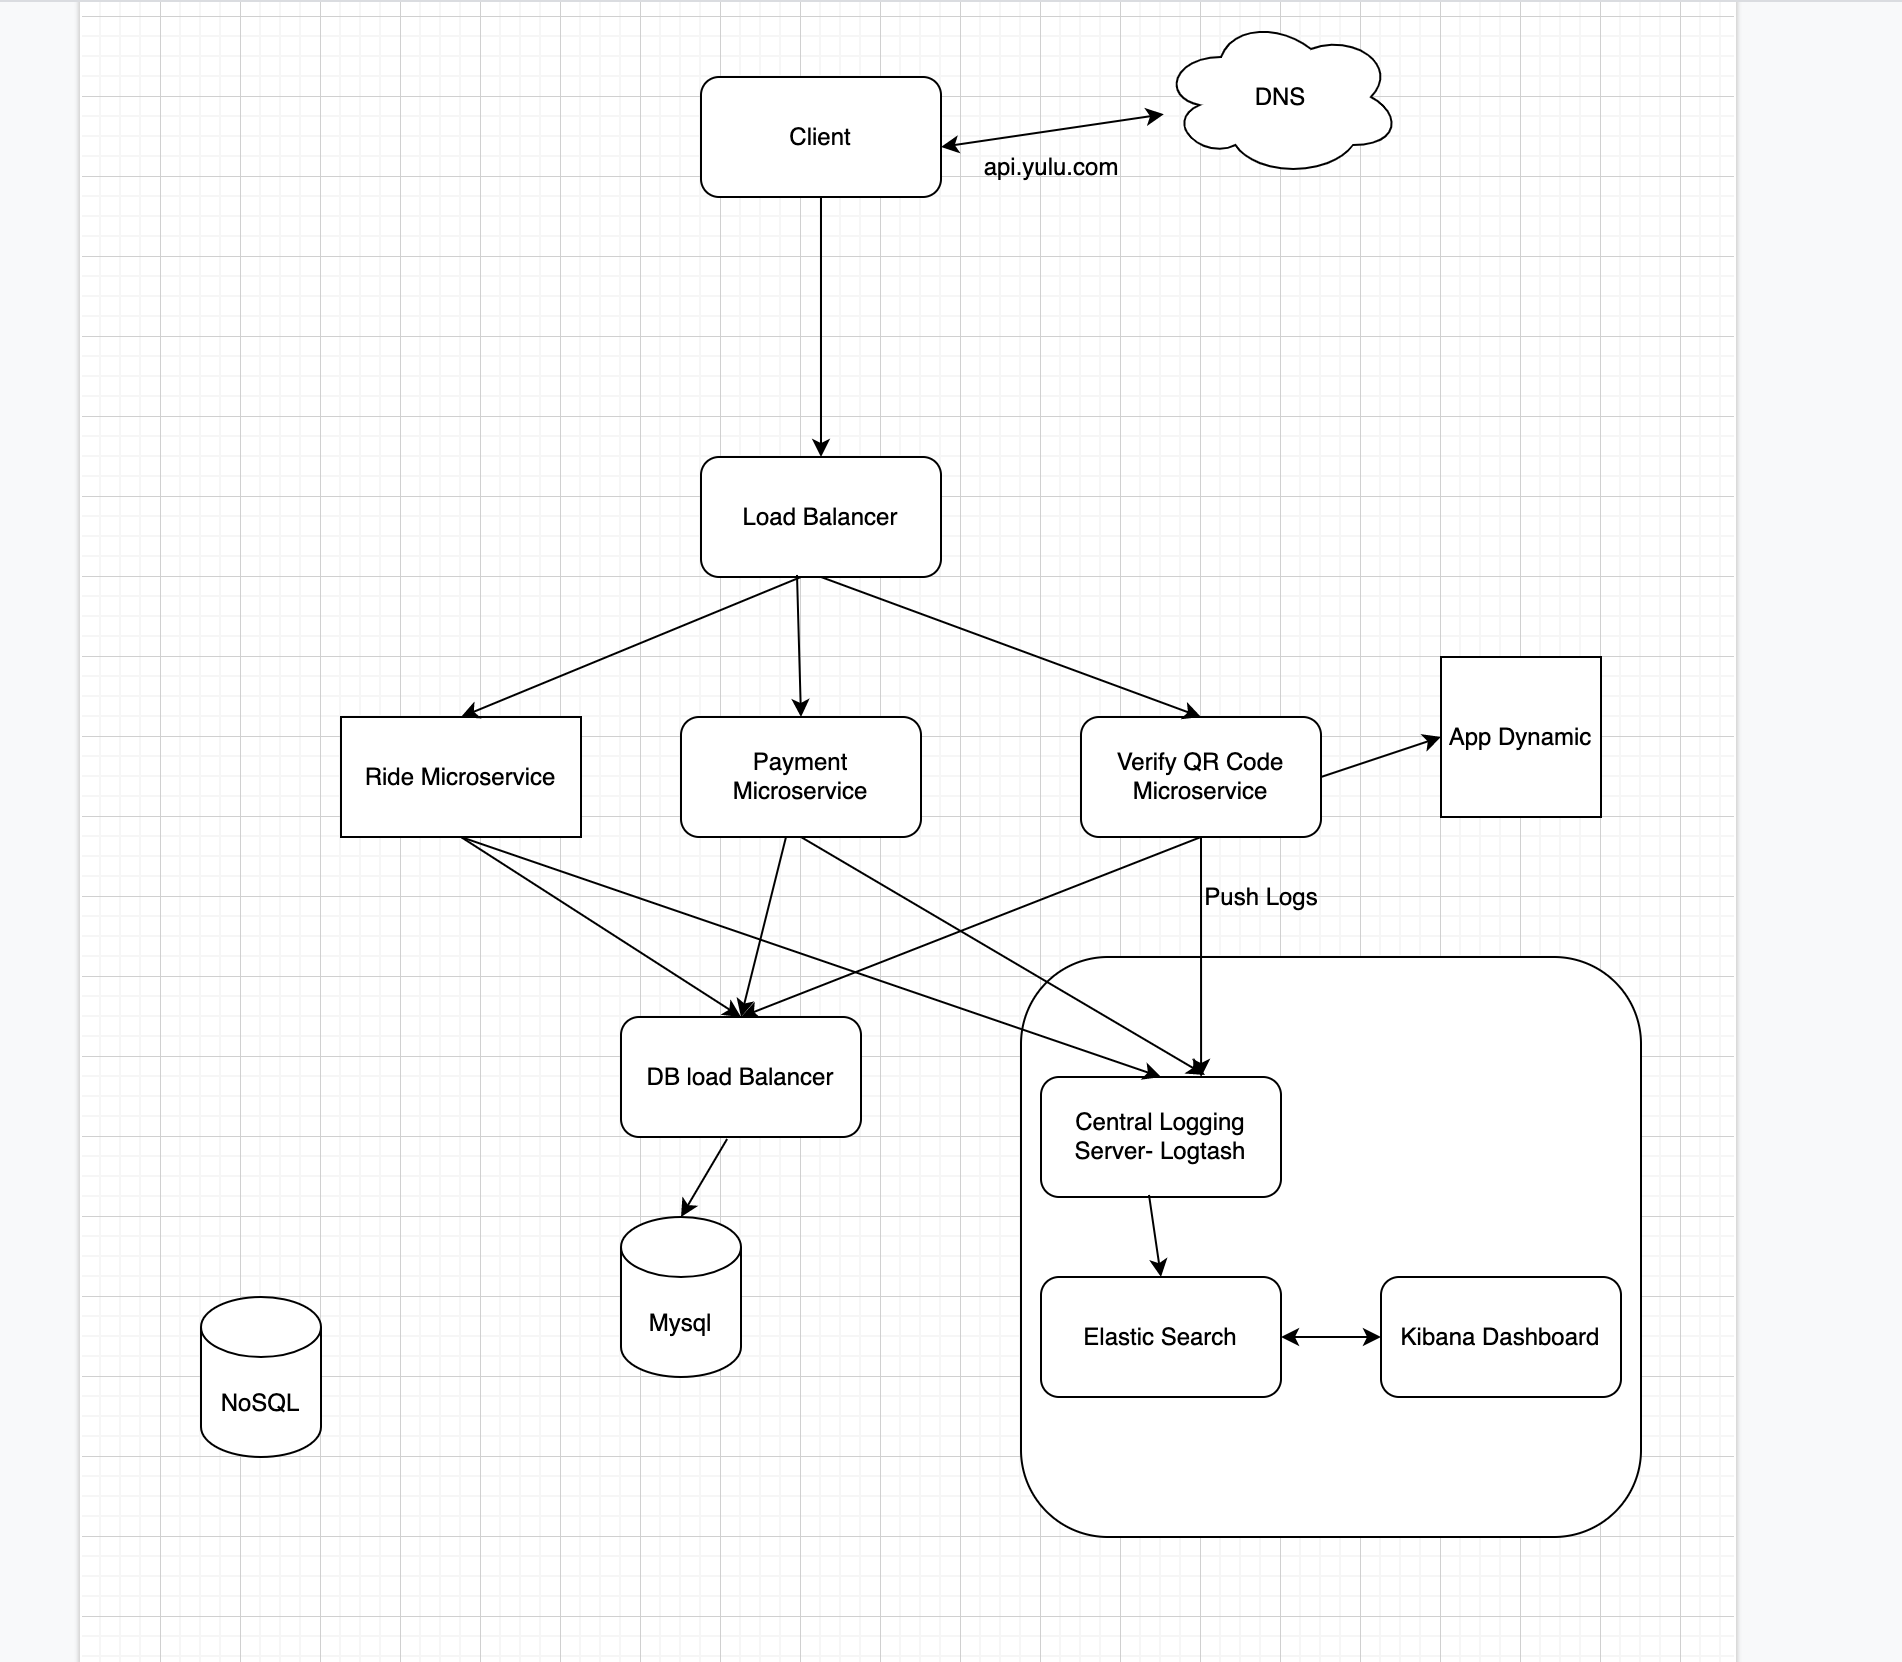 DNS
Client
api.yulu.com
Load Balancer
App Dynamic
Ride Microservice
Payment
Microservice
Verify QR Code
Microservice
Push Logs
DB load Balancer
Central Logging
Server- Logtash
Mysql
Elastic Search
Kibana Dashboard
NoSQL